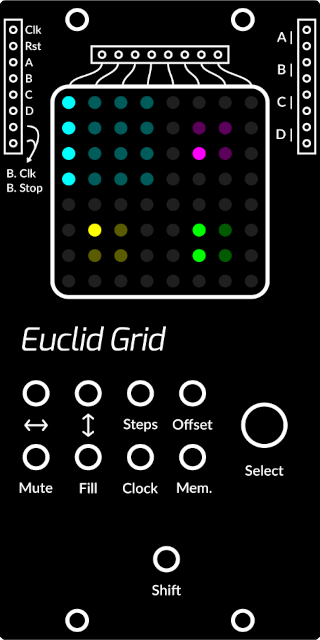 Clk
Rst
A
B
C
D
B. Clk
B. Stop
A|
B|
C|
D|
Euclid Grid
Steps Offset
Select
Mute Fill Clock Mem.
Shift